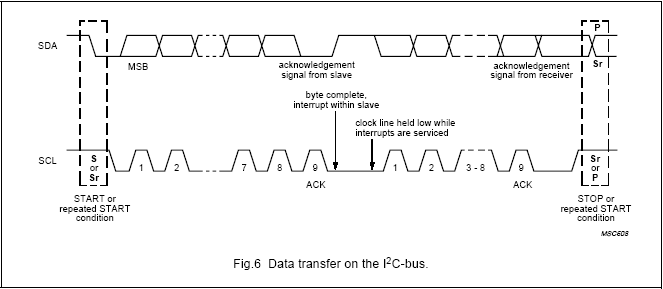 P
SDA
MSB
acknowledgement
signal from slave
acknowledgement
signal from receiver
Sr
byte complete,
interrupt within slave
clock line held low while
interrupts are serviced
SCL
S
or
Sr
1
2
7
8
9
1
2
3 - 8
9
Sr
or
P
ACK
ACK
START or
repeated START
condition
STOP or
repeated START
condition
MSC608
Fig.6 Data transfer on the I²C-bus.